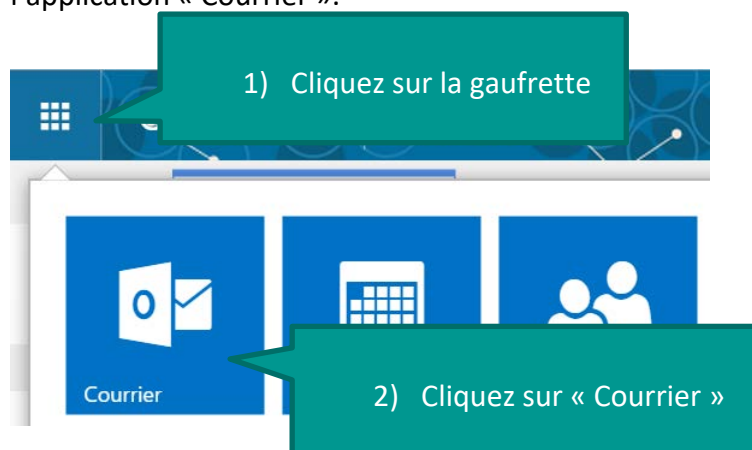 l'application « Courrier ».
1) Cliquez sur la gaufrette
Courrier
2) Cliquez sur « Courrier »